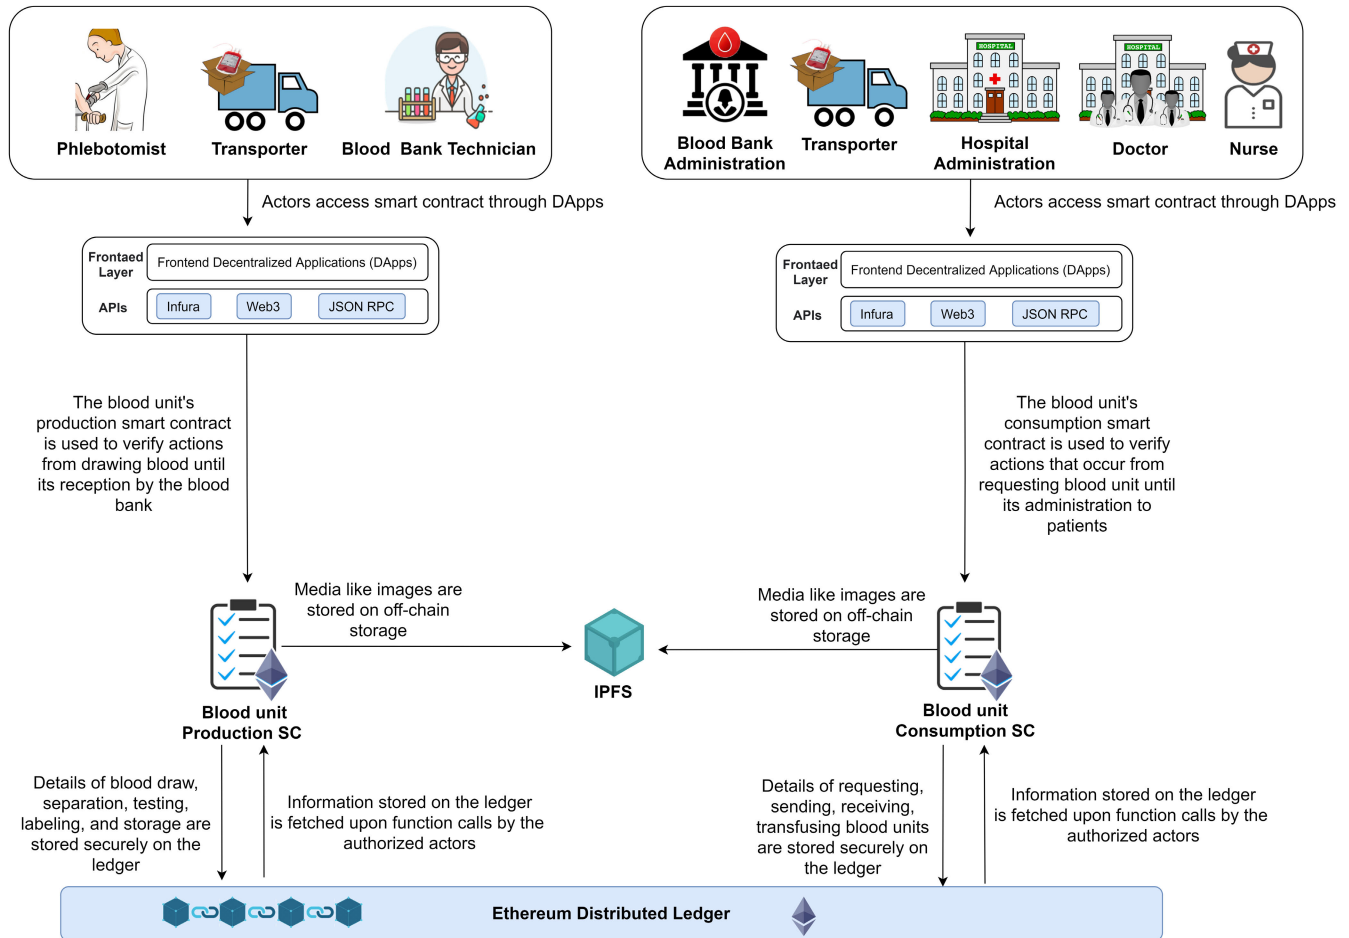 Phlebotomist
Transporter
Blood Bank Technician
HOSPITAL
HOSPITAL
Blood Bank
Administration
Transporter
Hospital
Administration
Doctor
Nurse
Actors access smart contract through DApps
Actors access smart contract through DApps
Frontaed
Layer
Frontend Decentralized Applications (DApps)
APIs
Infura
Web3
JSON RPC
Frontaed
Layer
Frontend Decentralized Applications (DApps)
APIs
Infura
Web3
JSON RPC
The blood unit's
production smart contract
is used to verify actions
from drawing blood until
its reception by the blood
bank
The blood unit's
consumption smart
contract is used to verify
actions that occur from
requesting blood unit until
its administration to
patients
Media like images are
stored on off-chain
storage
Media like images are
stored on off-chain
storage
IPFS
Blood unit
Production SC
Blood unit
Consumption SC
Details of blood draw,
separation, testing,
labeling, and storage are
stored securely on the
ledger
Information stored on the ledger
is fetched upon function calls by the
authorized actors
Details of requesting,
sending, receiving,
transfusing blood units
are stored securely on
the ledger
Information stored on the ledger
is fetched upon function calls by the
authorized actors
Ethereum Distributed Ledger